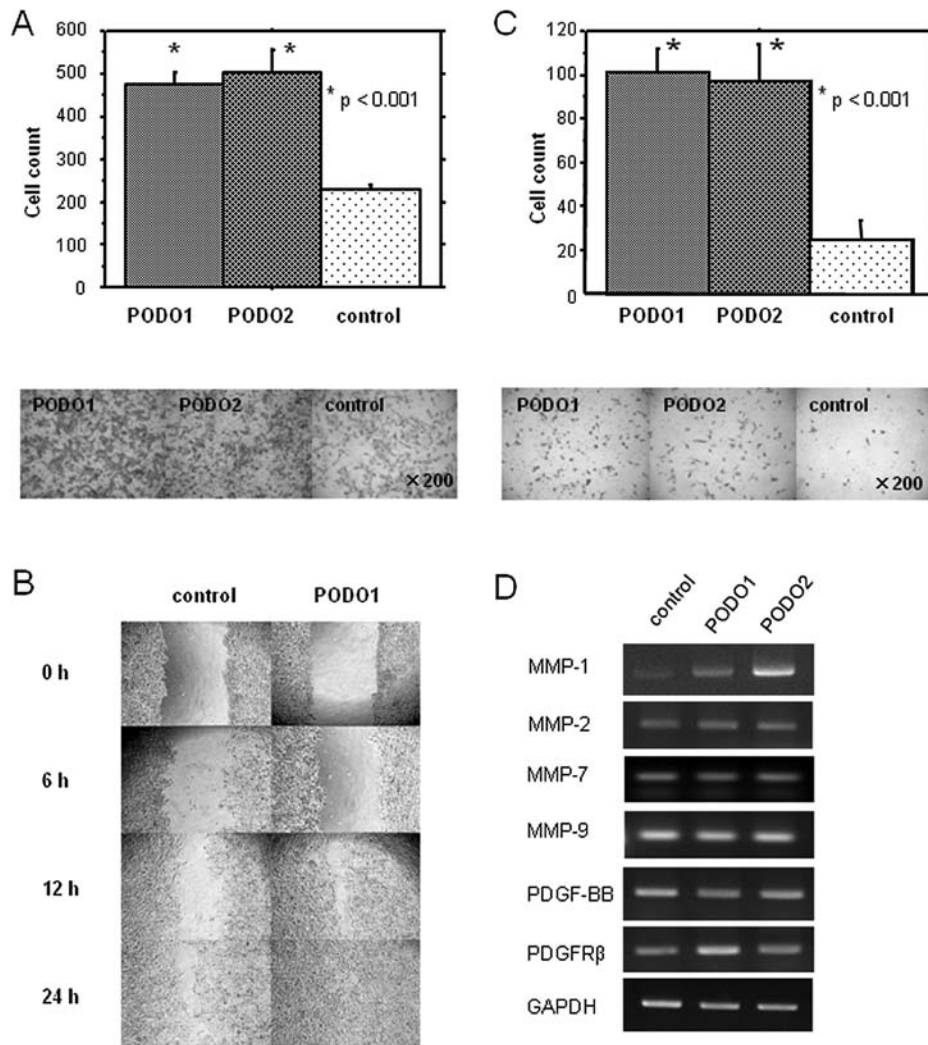 A
600
500
400
300
200
100
0
Cell count
*
*
* p < 0.001
PODO1 PODO2 control
PODO1 PODO2 control
×200
C
120
100
80
60
40
20
0
Cell count
*
*
* p < 0.001
PODO1 PODO2 control
PODO1 PODO2 control
×200
B
control PODO1
0 h
6 h
12 h
24 h
D
control PODO1 PODO2
MMP-1
MMP-2
MMP-7
MMP-9
PDGF-BB
PDGFRβ
GAPDH